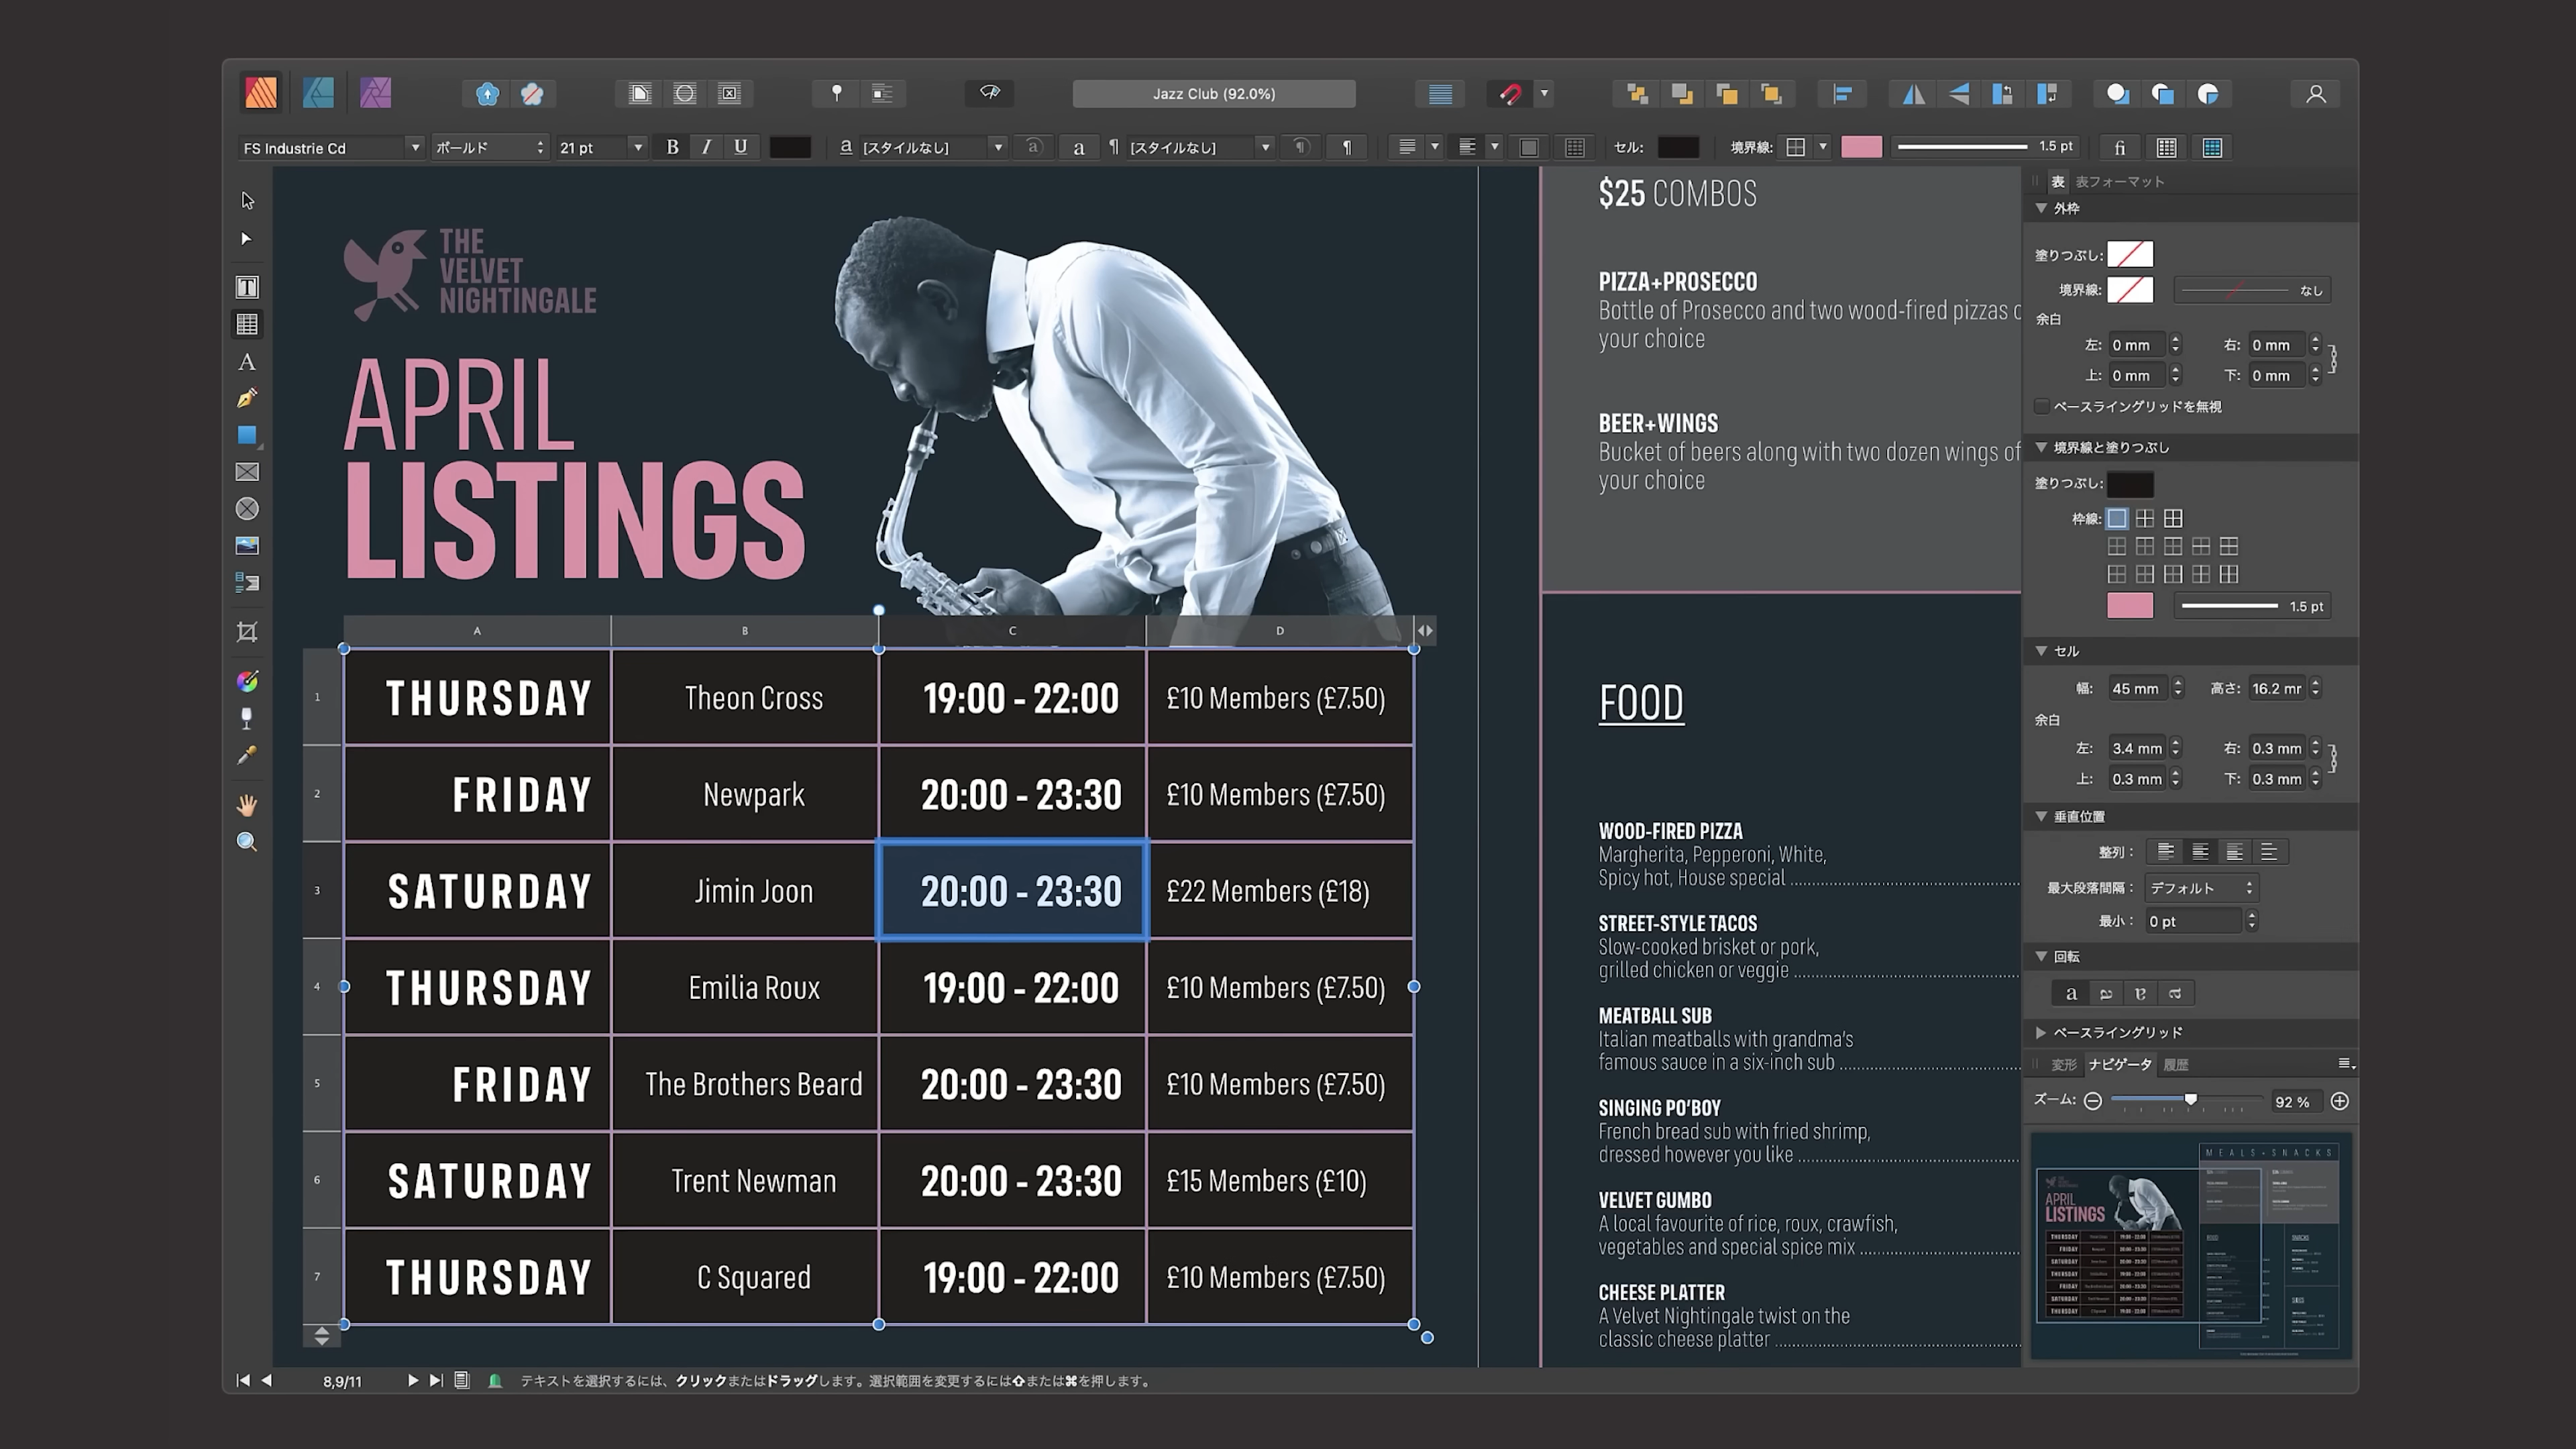 Jazz Club (92.0%)
FS Industrie Cd
ボールド
21 pt
B
I
U
a
[スタイルなし]
a
a
¶
[スタイルなし]
¶
¶
セル:
境界線:
1.5 pt
fi
表
表フォーマット
外枠
塗りつぶし:
境界線:
なし
余白
左: 0 mm
右: 0 mm
上: 0 mm
下: 0 mm
ベースライングリッドを無視
境界線と塗りつぶし
塗りつぶし:
枠線:
1.5 pt
セル
幅: 45 mm
高さ: 16.2 mr
余白
左: 3.4 mm
右: 0.3 mm
上: 0.3 mm
下: 0.3 mm
垂直位置
整列:
最大段落間隔: デフォルト
最小: 0 pt
回転
a a a a
ベースライングリッド
変形
ナビゲータ
履歴
ズーム:
92 %
T
A
THE
VELVET
NIGHTINGALE
APRIL
LISTINGS
A B C D
1 THURSDAY Theon Cross 19:00 - 22:00 £10 Members (£7.50)
2 FRIDAY Newpark 20:00 - 23:30 £10 Members (£7.50)
3 SATURDAY Jimin Joon 20:00 - 23:30 £22 Members (£18)
4 THURSDAY Emilia Roux 19:00 - 22:00 £10 Members (£7.50)
5 FRIDAY The Brothers Beard 20:00 - 23:30 £10 Members (£7.50)
6 SATURDAY Trent Newman 20:00 - 23:30 £15 Members (£10)
7 THURSDAY C Squared 19:00 - 22:00 £10 Members (£7.50)
$25 COMBOS
PIZZA+PROSECCO
Bottle of Prosecco and two wood-fired pizzas
your choice
BEER+WINGS
Bucket of beers along with two dozen wings of
your choice
FOOD
WOOD-FIRED PIZZA
Margherita, Pepperoni, White,
Spicy hot, House special
STREET-STYLE TACOS
Slow-cooked brisket or pork,
grilled chicken or veggie
MEATBALL SUB
Italian meatballs with grandma's
famous sauce in a six-inch sub
SINGING PO'BOY
French bread sub with fried shrimp,
dressed however you like
VELVET GUMBO
A local favourite of rice, roux, crawfish,
vegetables and special spice mix
CHEESE PLATTER
A Velvet Nightingale twist on the
classic cheese platter
MEALS + SNACKS
APRIL
LISTINGS
8,9/11
テキストを選択するには、クリックまたはドラッグします。選択範囲を変更するには⇧または⌘を押します。